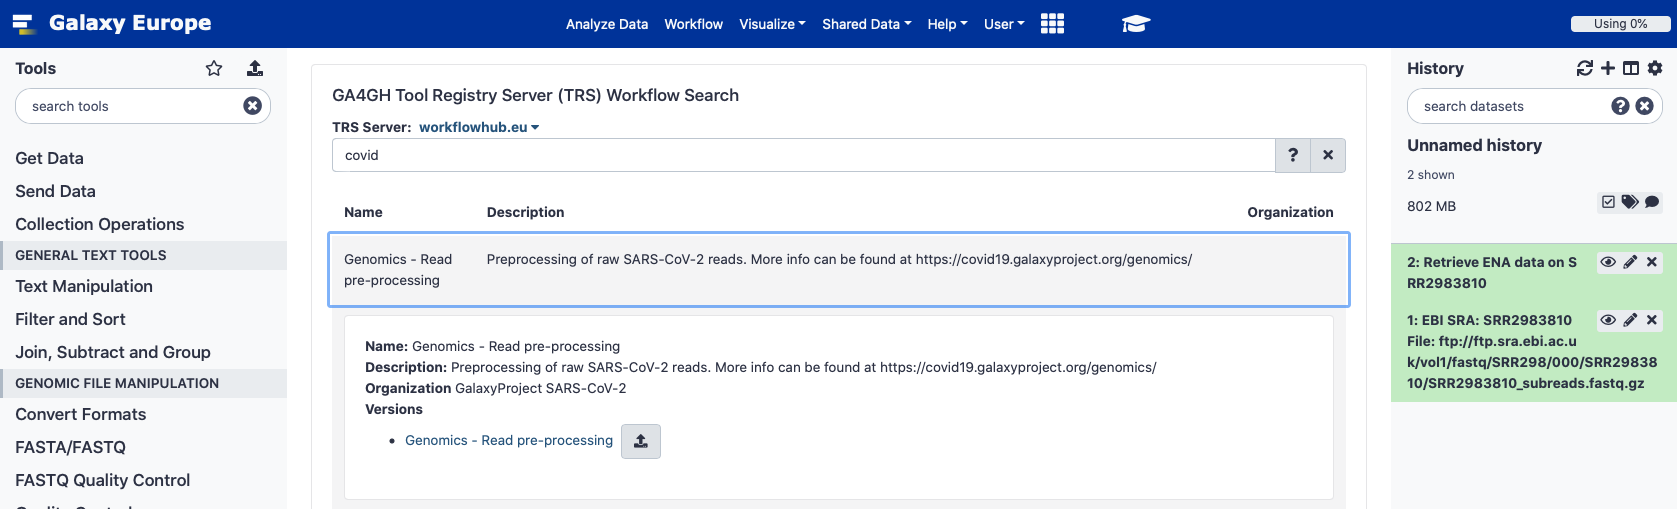 Galaxy Europe
Analyze Data Workflow Visualize Shared Data Help User
Using 0%
Tools
search tools
Get Data
Send Data
Collection Operations
GENERAL TEXT TOOLS
Text Manipulation
Filter and Sort
Join, Subtract and Group
GENOMIC FILE MANIPULATION
Convert Formats
FASTA/FASTQ
FASTQ Quality Control
GA4GH Tool Registry Server (TRS) Workflow Search
TRS Server: workflowhub.eu
covid
?
Name Description Organization
Genomics - Read Preprocessing of raw SARS-CoV-2 reads. More info can be found at https://covid19.galaxyproject.org/genomics/
pre-processing
Name: Genomics - Read pre-processing
Description: Preprocessing of raw SARS-CoV-2 reads. More info can be found at https://covid19.galaxyproject.org/genomics/
Organization GalaxyProject SARS-CoV-2
Versions
• Genomics - Read pre-processing
History
search datasets
?
Unnamed history
2 shown
802 MB
2: Retrieve ENA data on S
RR2983810
1: EBI SRA: SRR2983810
File: ftp://ftp.sra.ebi.ac.u
k/vol1/fastq/SRR298/000/SRR29838
10/SRR2983810_subreads.fastq.gz